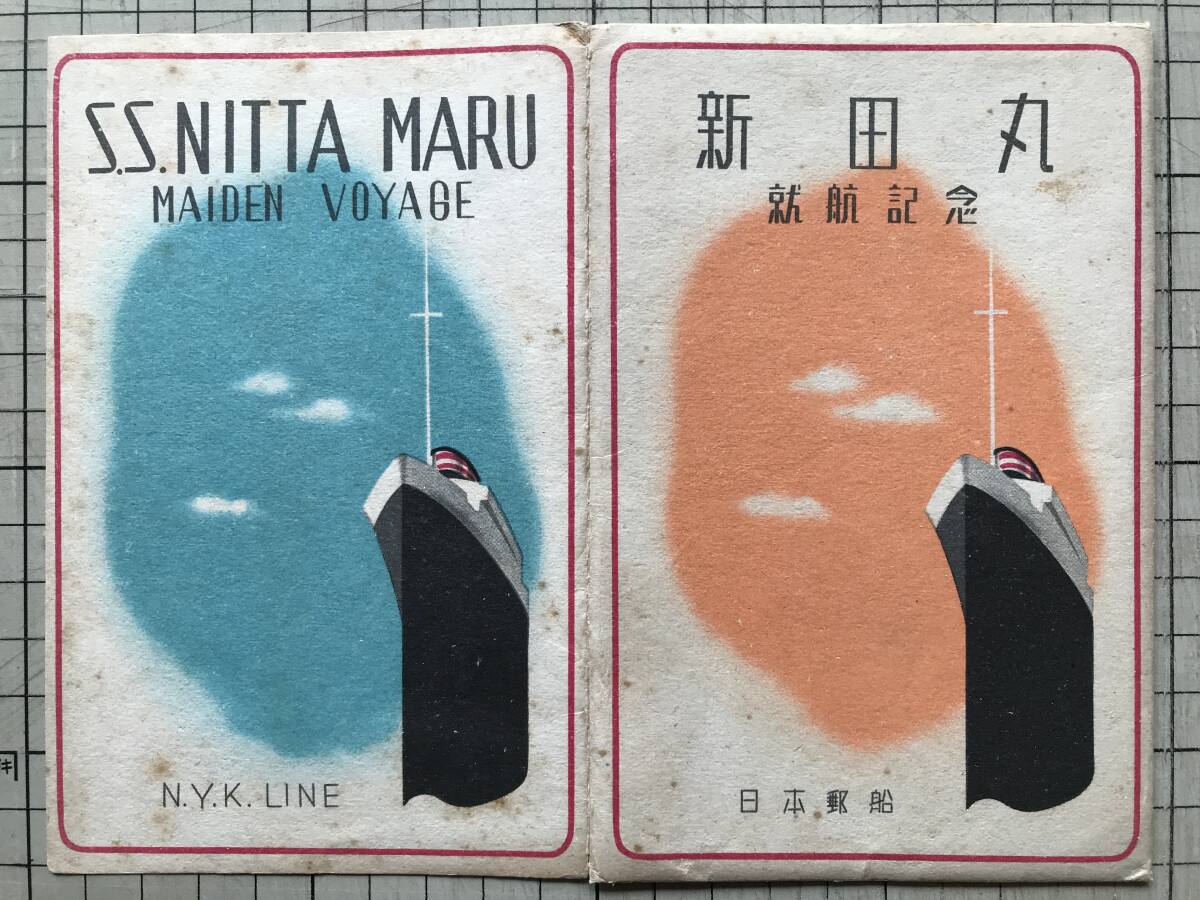 S.S. NITTA MARU
MAIDEN VOYAGE
N.Y.K. LINE
新田丸
就航記念
日本郵船